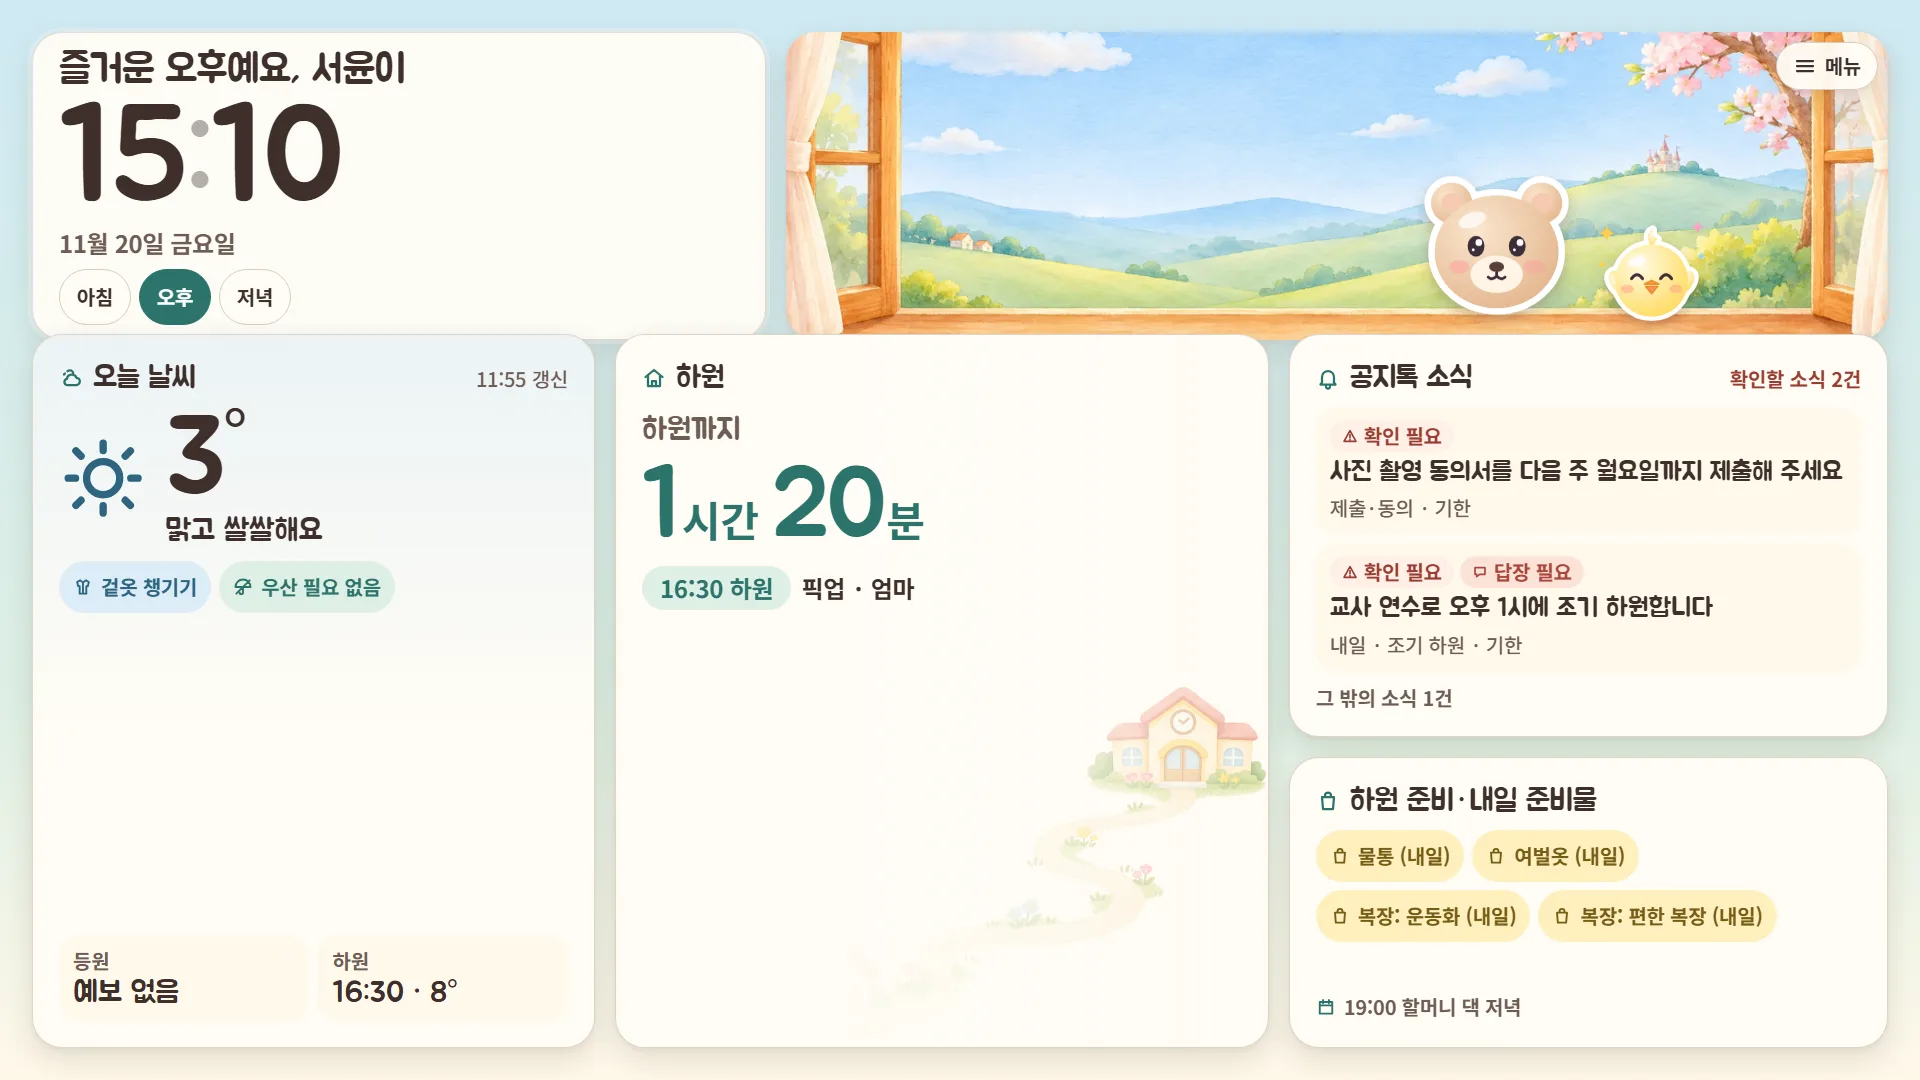 즐거운 오후예요, 서윤이
15:10
11월 20일 금요일
아침
오후
저녁
메뉴
오늘 날씨
11:55 갱신
3°
맑고 쌀쌀해요
겉옷 챙기기
우산 필요 없음
등원
예보 없음
하원
16:30 · 8°
하원
하원까지
1시간 20분
16:30 하원
픽업 · 엄마
공지톡 소식
확인할 소식 2건
확인 필요
사진 촬영 동의서를 다음 주 월요일까지 제출해 주세요
제출·동의 · 기한
확인 필요
답장 필요
교사 연수로 오후 1시에 조기 하원합니다
내일 · 조기 하원 · 기한
그 밖의 소식 1건
하원 준비·내일 준비물
물통 (내일)
여벌옷 (내일)
복장: 운동화 (내일)
복장: 편한 복장 (내일)
19:00 할머니 댁 저녁